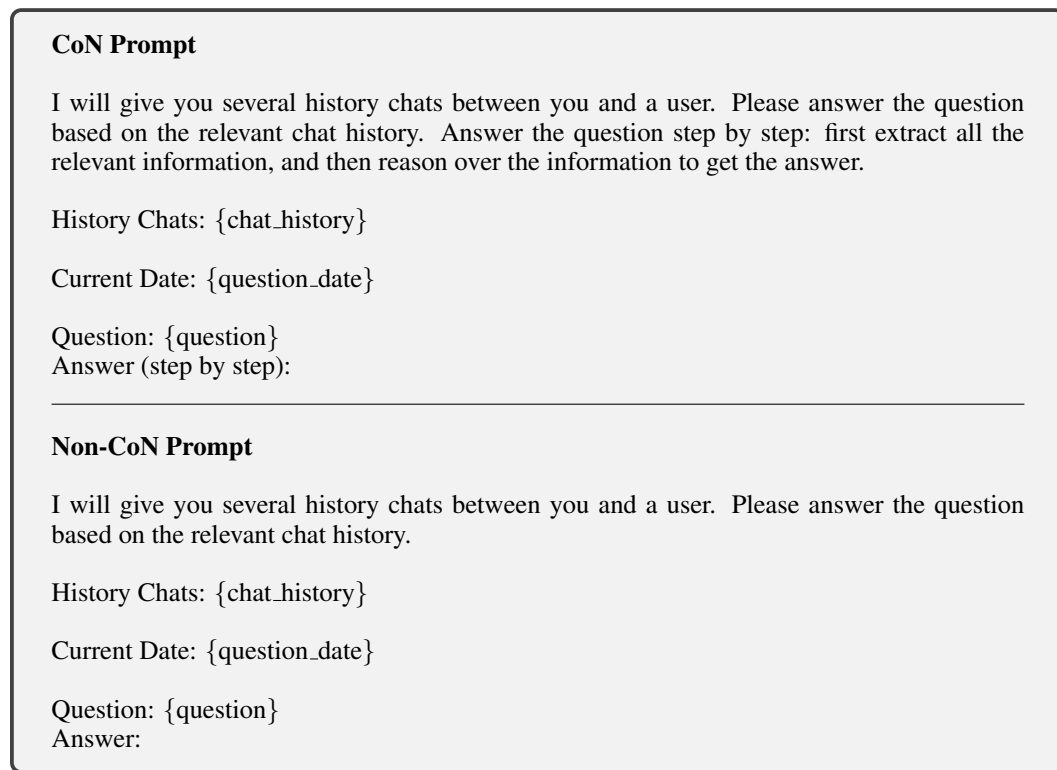 CoN Prompt
I will give you several history chats between you and a user. Please answer the question
based on the relevant chat history. Answer the question step by step: first extract all the
relevant information, and then reason over the information to get the answer.
History Chats: {chat_history}
Current Date: {question_date}
Question: {question}
Answer (step by step):
Non-CoN Prompt
I will give you several history chats between you and a user. Please answer the question
based on the relevant chat history.
History Chats: {chat_history}
Current Date: {question_date}
Question: {question}
Answer: